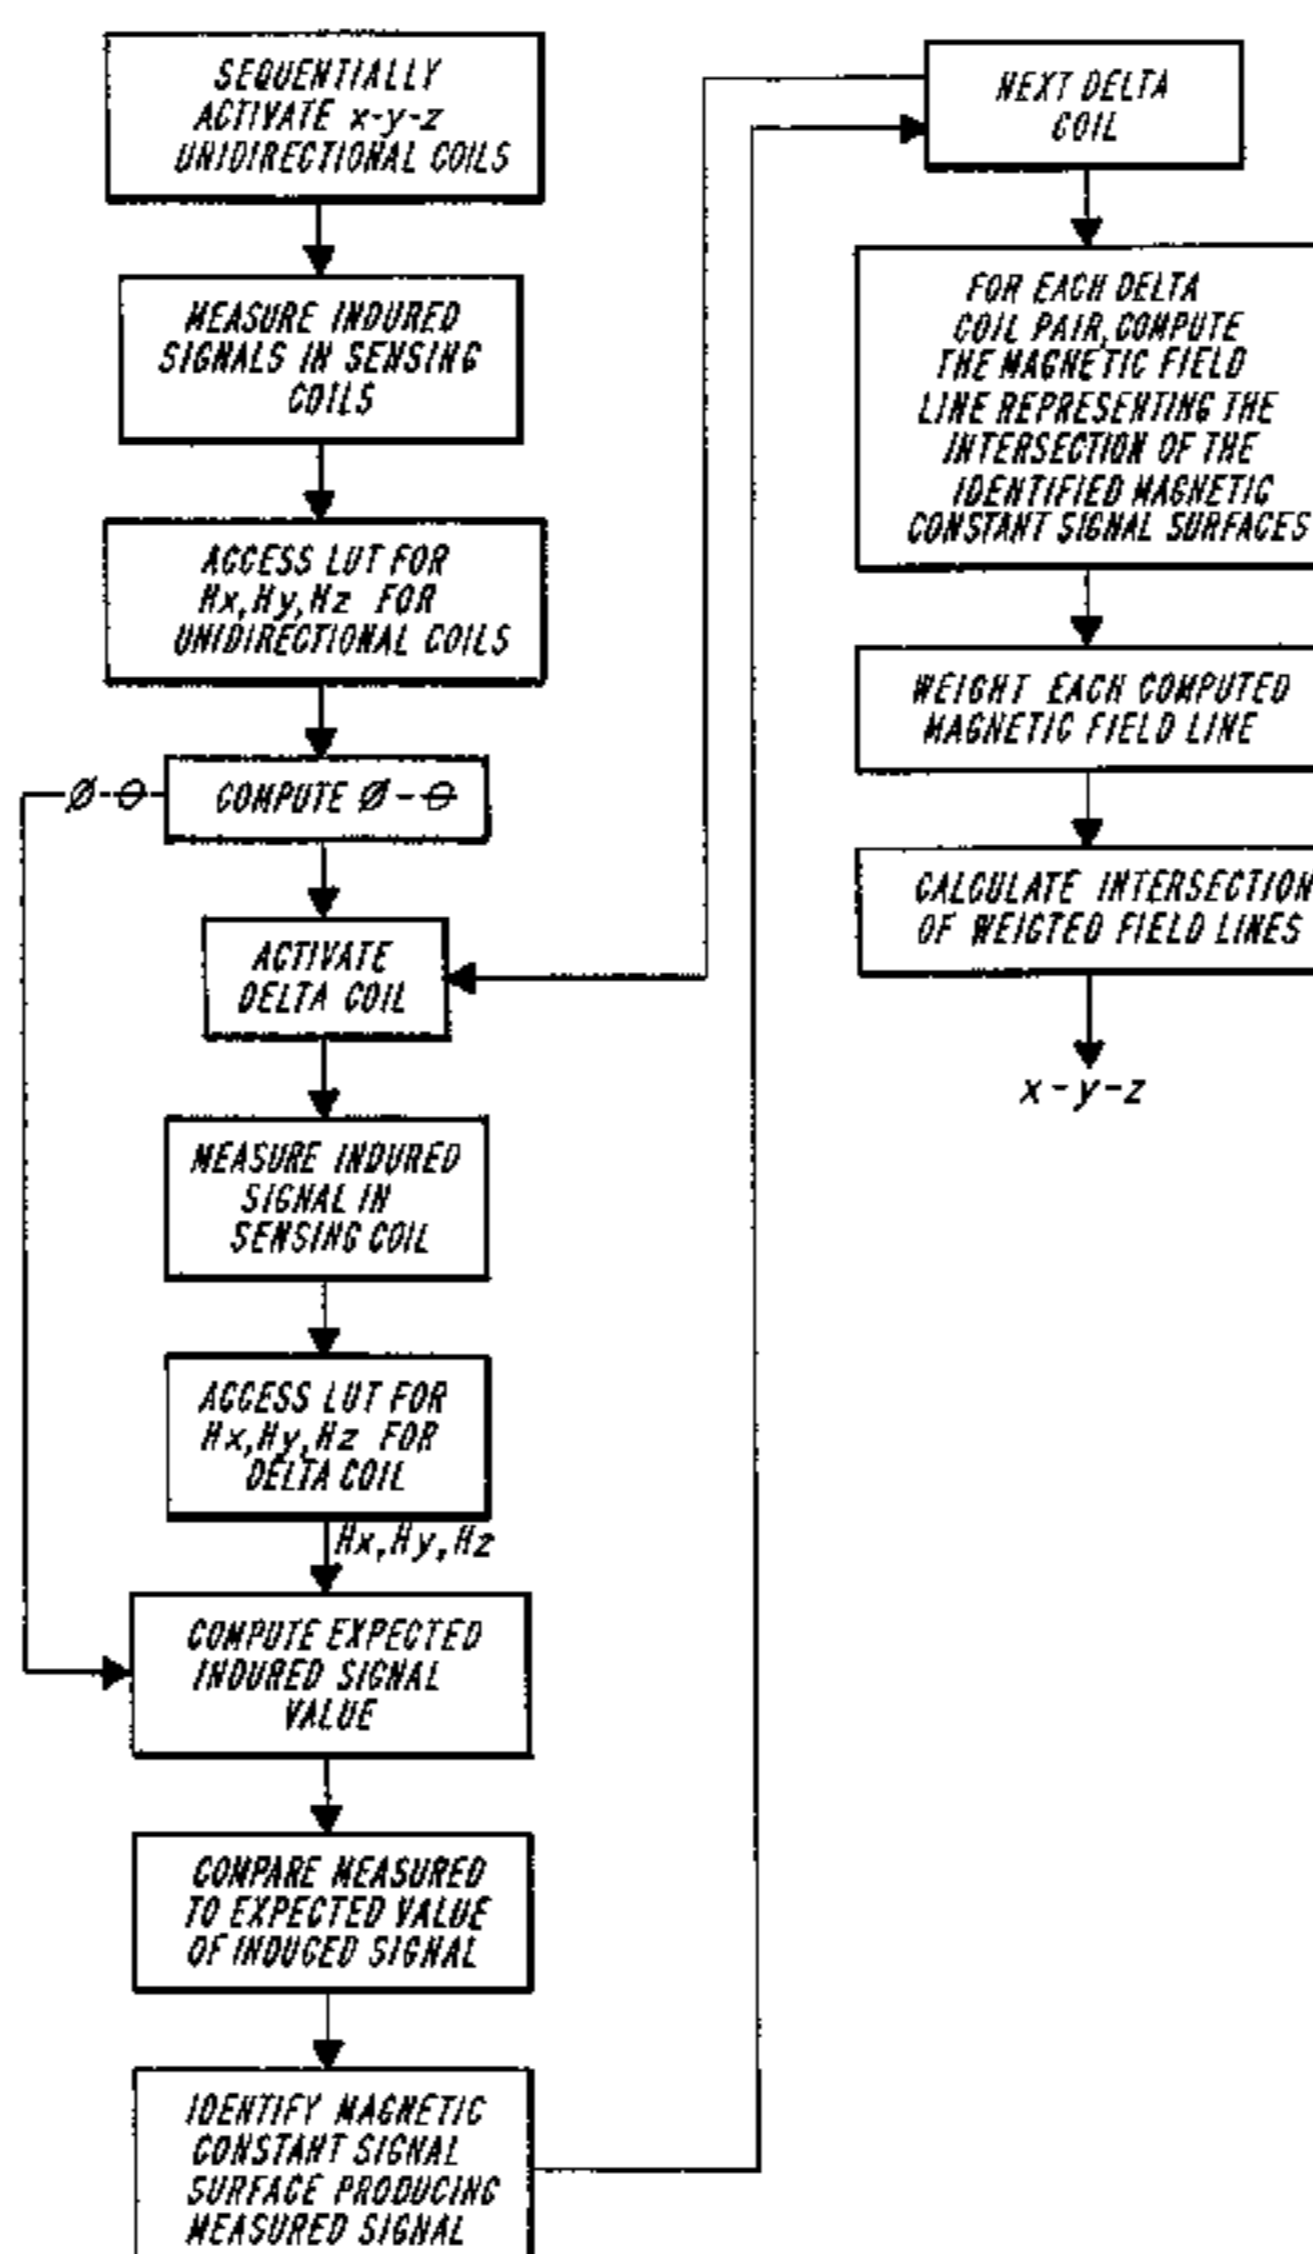 SEQUENTIALLY
ACTIVATE x-y-z
UNIDIRECTIONAL COILS
MEASURE INDURED
SIGNALS IN SENSING
COILS
ACCESS LUT FOR
Hx,Hy,Hz FOR
UNIDIRECTIONAL COILS
Ø-Θ
COMPUTE Ø-Θ
ACTIVATE
DELTA COIL
MEASURE INDURED
SIGNAL IN
SENSING COIL
ACCESS LUT FOR
Hx,Hy,Hz FOR
DELTA COIL
Hx,Hy,Hz
COMPUTE EXPECTED
INDURED SIGNAL
VALUE
COMPARE MEASURED
TO EXPECTED VALUE
OF INDUCED SIGNAL
IDENTIFY MAGNETIC
CONSTANT SIGNAL
SURFACE PRODUCING
MEASURED SIGNAL
NEXT DELTA
COIL
FOR EACH DELTA
COIL PAIR, COMPUTE
THE MAGNETIC FIELD
LINE REPRESENTING THE
INTERSECTION OF THE
IDENTIFIED MAGNETIC
CONSTANT SIGNAL SURFACES
WEIGHT EACH COMPUTED
MAGNETIC FIELD LINE
CALCULATE INTERSECTION
OF WEIGTED FIELD LINES
x-y-z